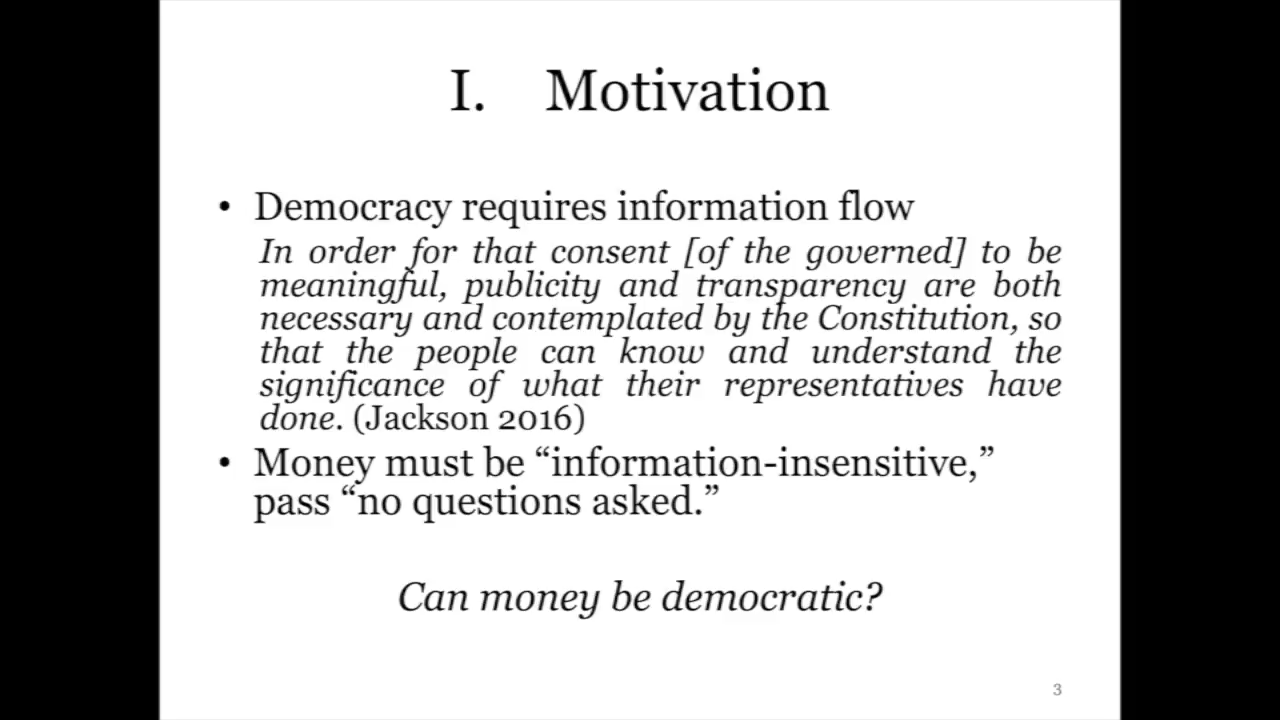 I. Motivation
• Democracy requires information flow
In order for that consent [of the governed] to be
meaningful, publicity and transparency are both
necessary and contemplated by the Constitution, so
that the people can know and understand the
significance of what their representatives have
done. (Jackson 2016)
• Money must be “information-insensitive,”
pass “no questions asked.”
Can money be democratic?
3